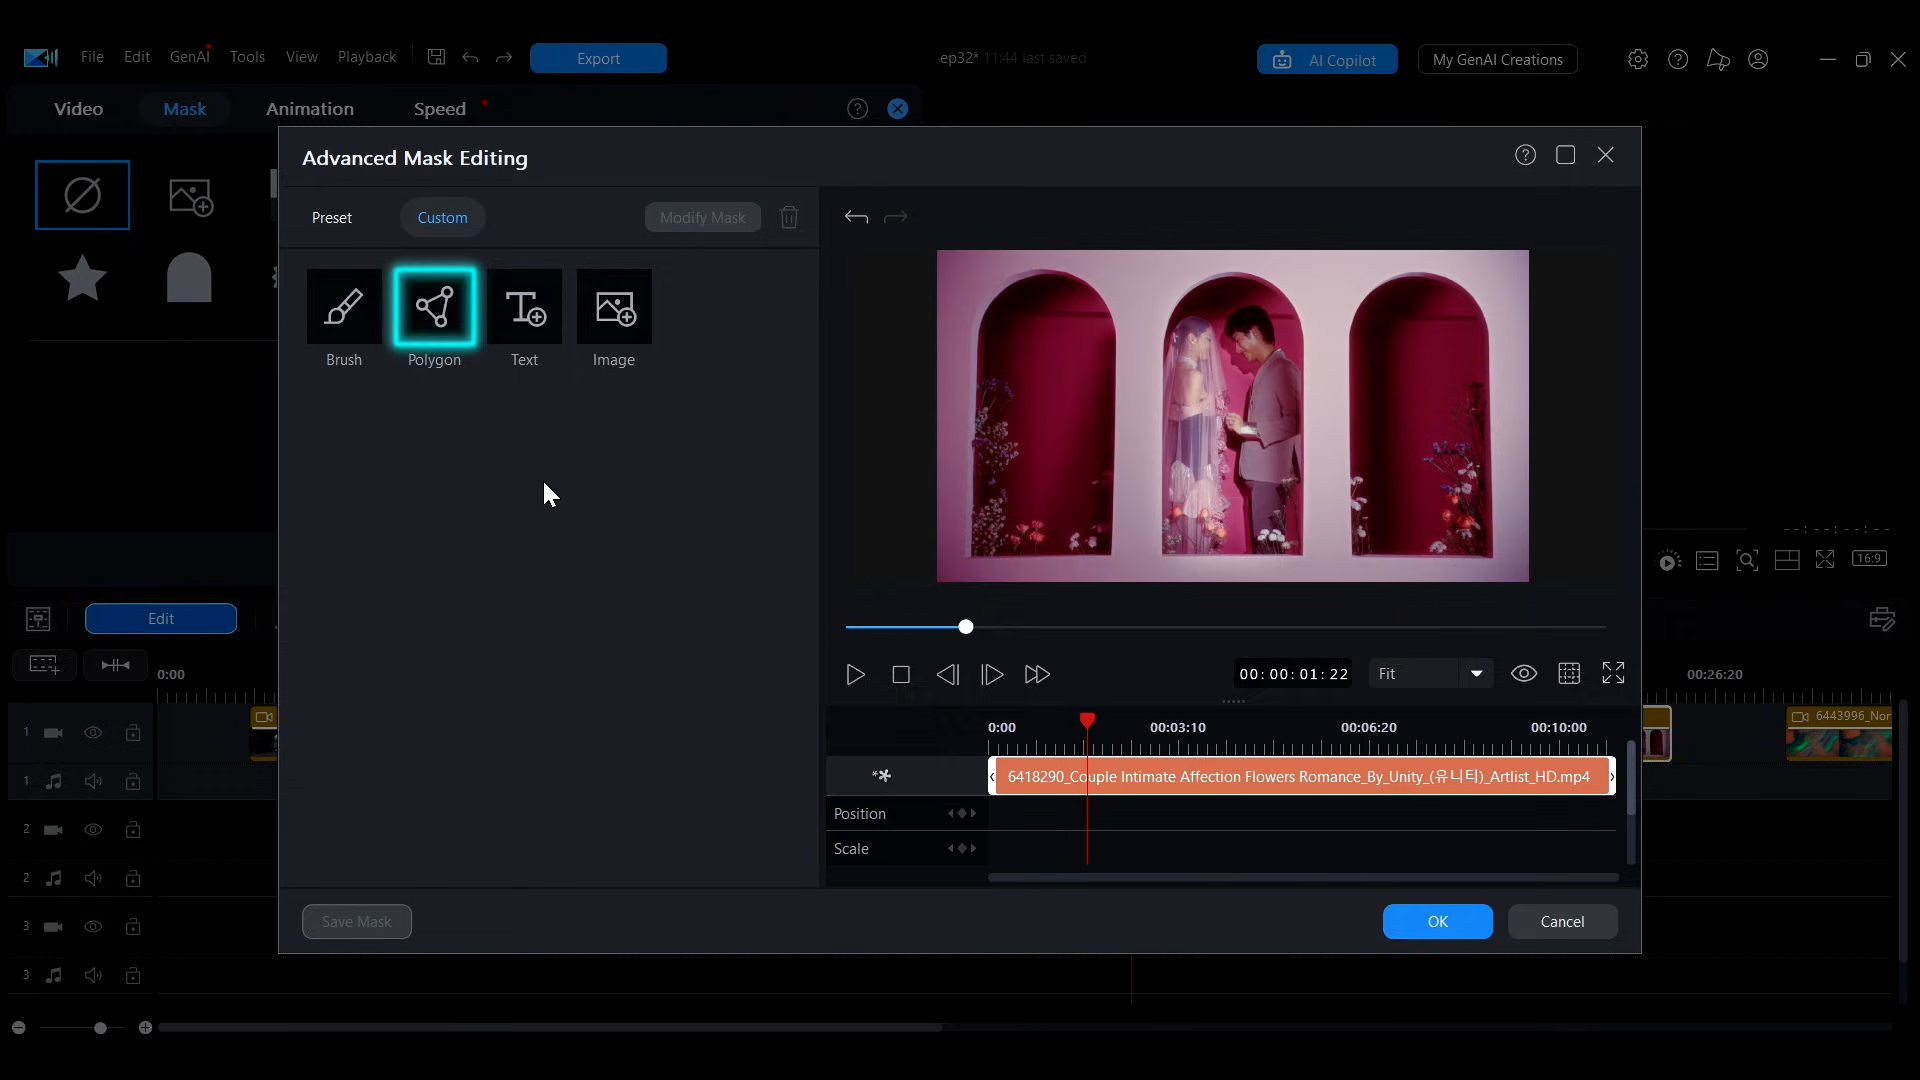 File Edit GenAI Tools View Playback Export ep32* 11:44 last saved AI Copilot My GenAI Creations
Video Mask Animation Speed
Advanced Mask Editing
Preset Custom Modify Mask
Brush Polygon Text Image
16:9
00:00:01:22 Fit
Edit
0:00 00:26:20
0:00 00:03:10 00:06:20 00:10:00
1 6443996_Nor
6418290_Couple Intimate Affection Flowers Romance_By_Unity_(유니티)_Artlist_HD.mp4
1
Position
2
Scale
2
Save Mask OK Cancel
3
3